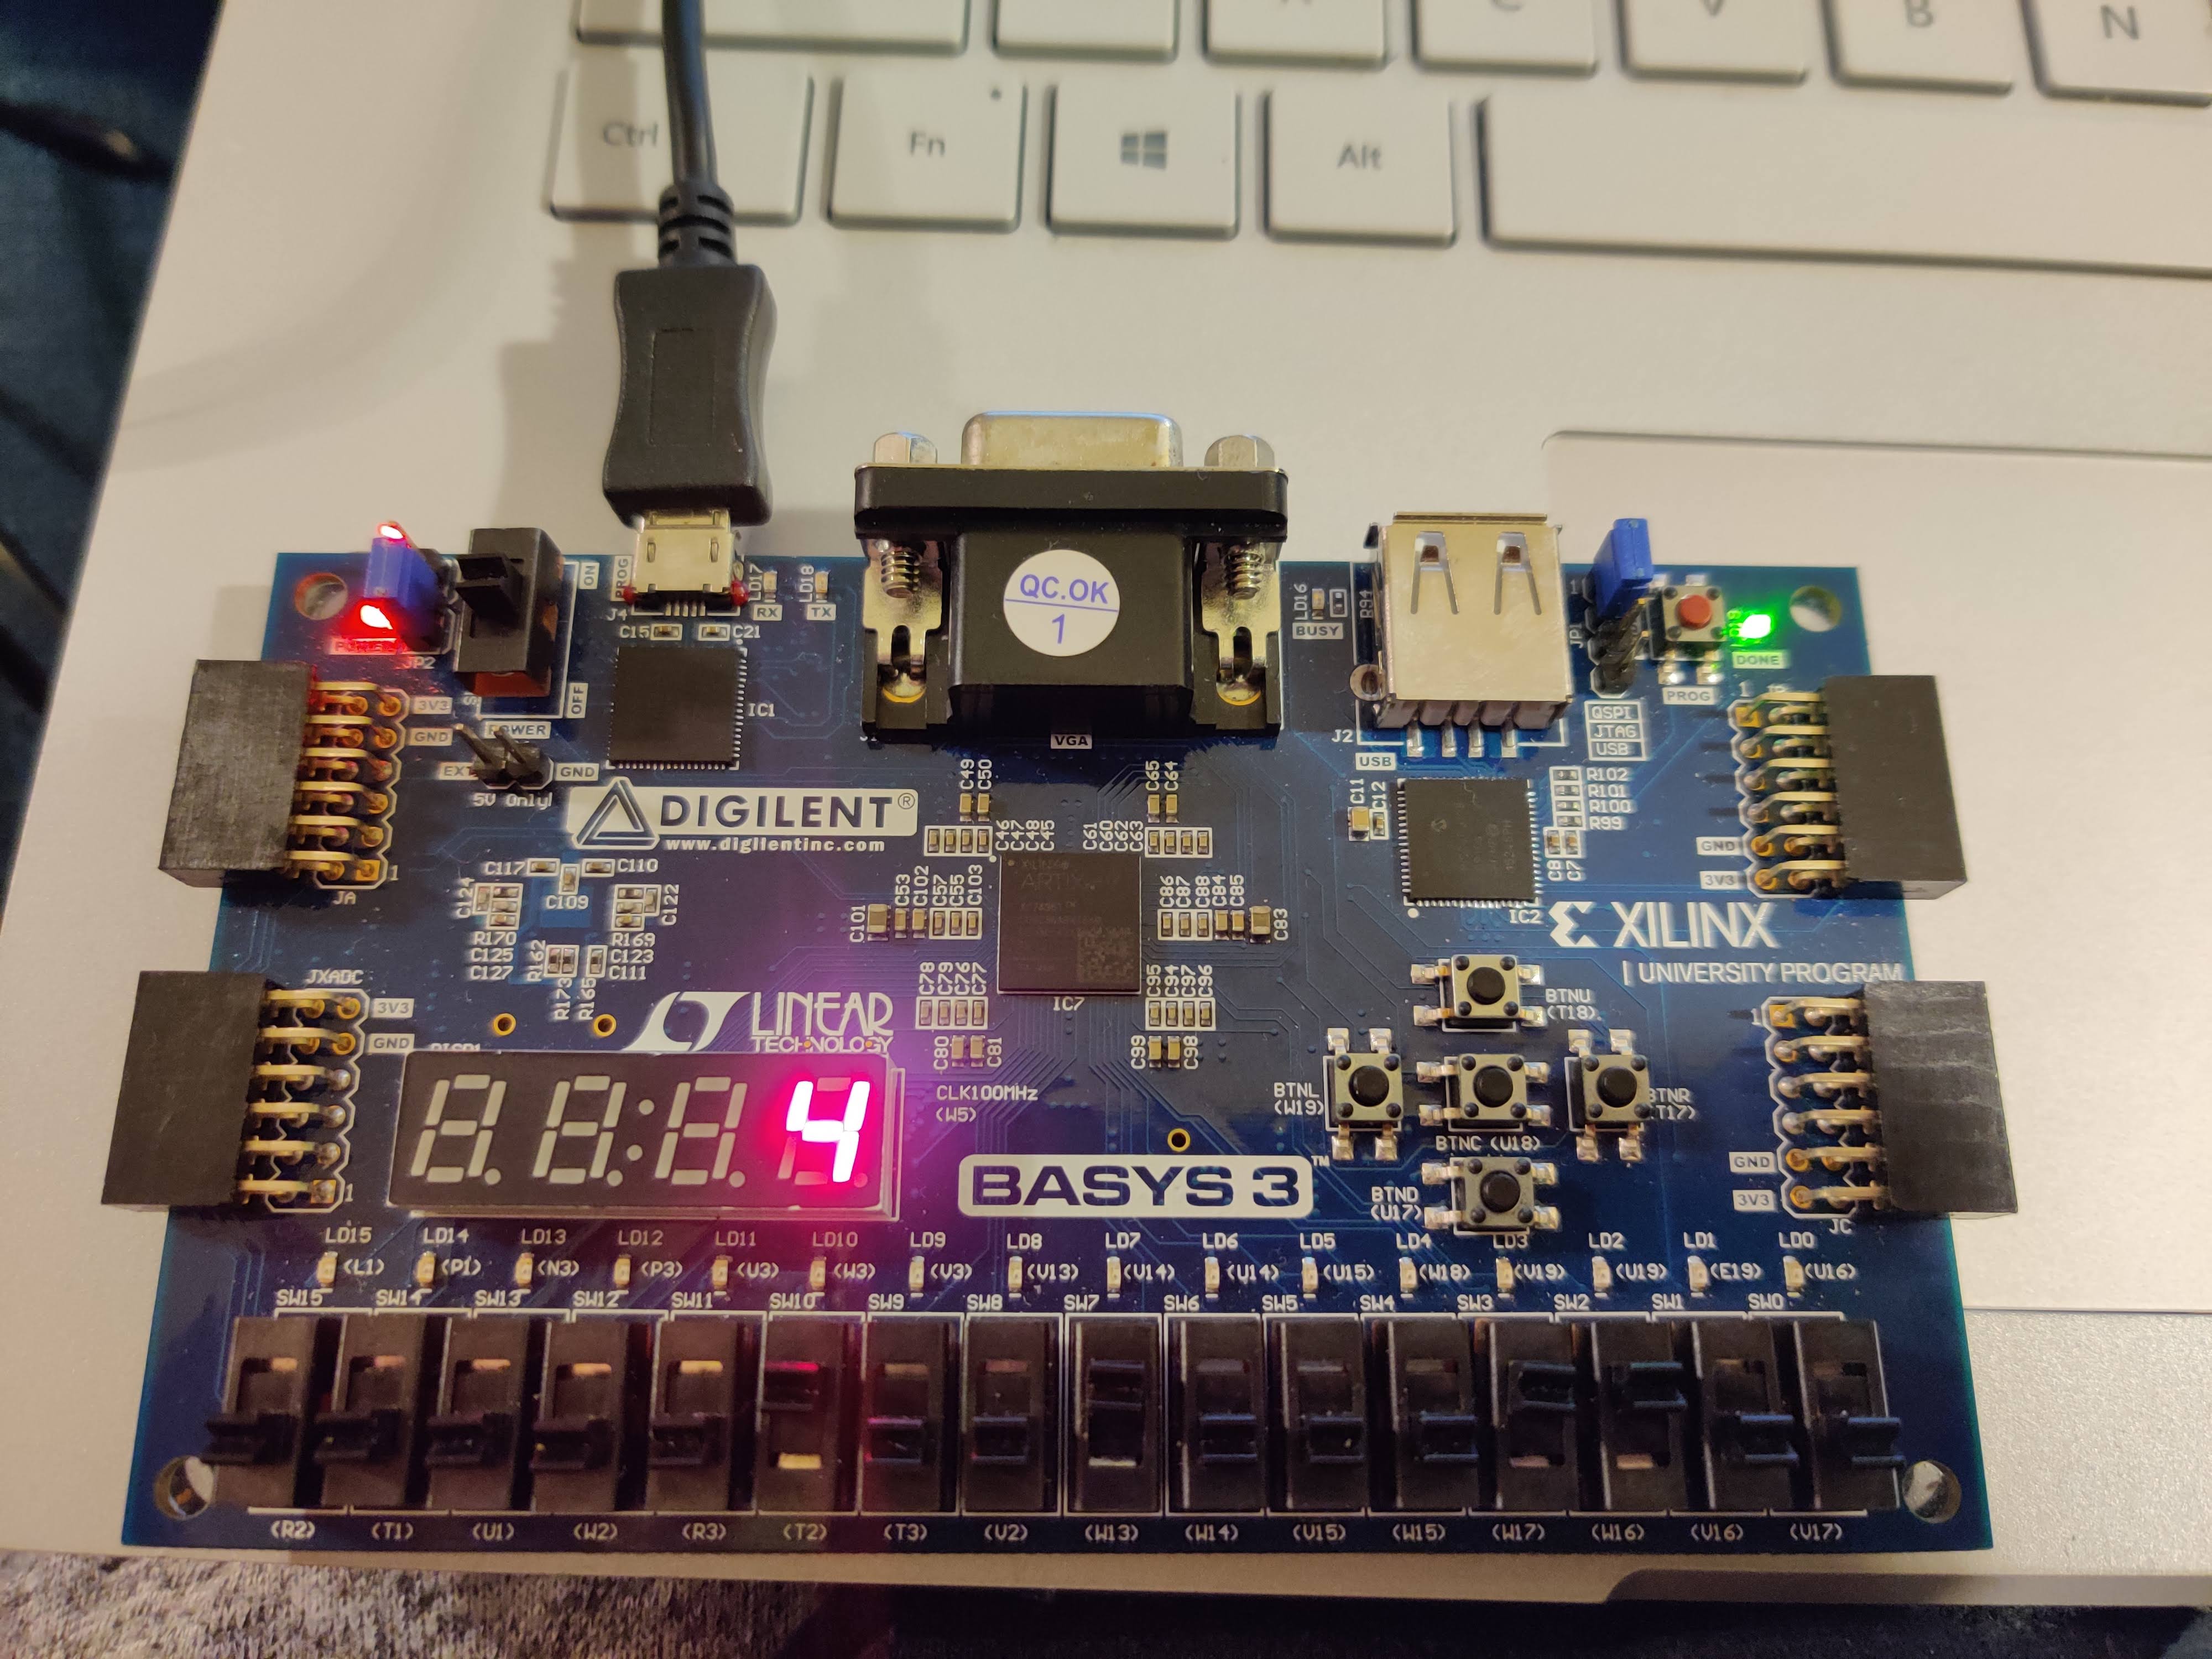 C
V
B
N
Ctrl
Fn
Alt
QC.OK
1
ON
OFF
PROG
J4
LD17
RX
LD18
TX
LD16
BUSY
R94
JP1
DONE
PROG
JP2
C15
C21
IC1
3V3
GND
POWER
EXT
GND
5V Only!
JA
1
VGA
J2
USB
QSPI
JTAG
USB
1
GND
3V3
DIGILENT®
www.digilentinc.com
C49
C50
C65
C64
C46
C47
C48
C45
C61
C60
C62
C63
C11
C12
R102
R101
R100
R99
C8
C7
IC2
C117
C110
C124
C109
C122
R170
C125
C127
R162
R169
C123
C111
R173
R165
C101
C53
C102
C57
C55
C103
ARTIX
C86
C87
C88
C84
C85
C83
C78
C79
C76
C77
IC7
C95
C94
C97
C96
C80
C81
C99
C98
XILINX
UNIVERSITY PROGRAM
JXADC
3V3
GND
1
LINEAR
TECHNOLOGY
4
CLK100MHz
(W5)
BASYS 3™
BTNU
(T18)
BTNL
(W19)
BTNC (U18)
BTNR
(T17)
BTND
(U17)
1
GND
3V3
JC
LD15 LD14 LD13 LD12 LD11 LD10 LD9 LD8 LD7 LD6 LD5 LD4 LD3 LD2 LD1 LD0
(L1) (P1) (N3) (P3) (U3) (W3) (V3) (V13) (V14) (U14) (U15) (W18) (V19) (U19) (E19) (U16)
SW15 SW14 SW13 SW12 SW11 SW10 SW9 SW8 SW7 SW6 SW5 SW4 SW3 SW2 SW1 SW0
(R2) (T1) (U1) (W2) (R3) (T2) (T3) (V2) (W13) (W14) (V15) (W15) (W17) (W16) (V16) (V17)